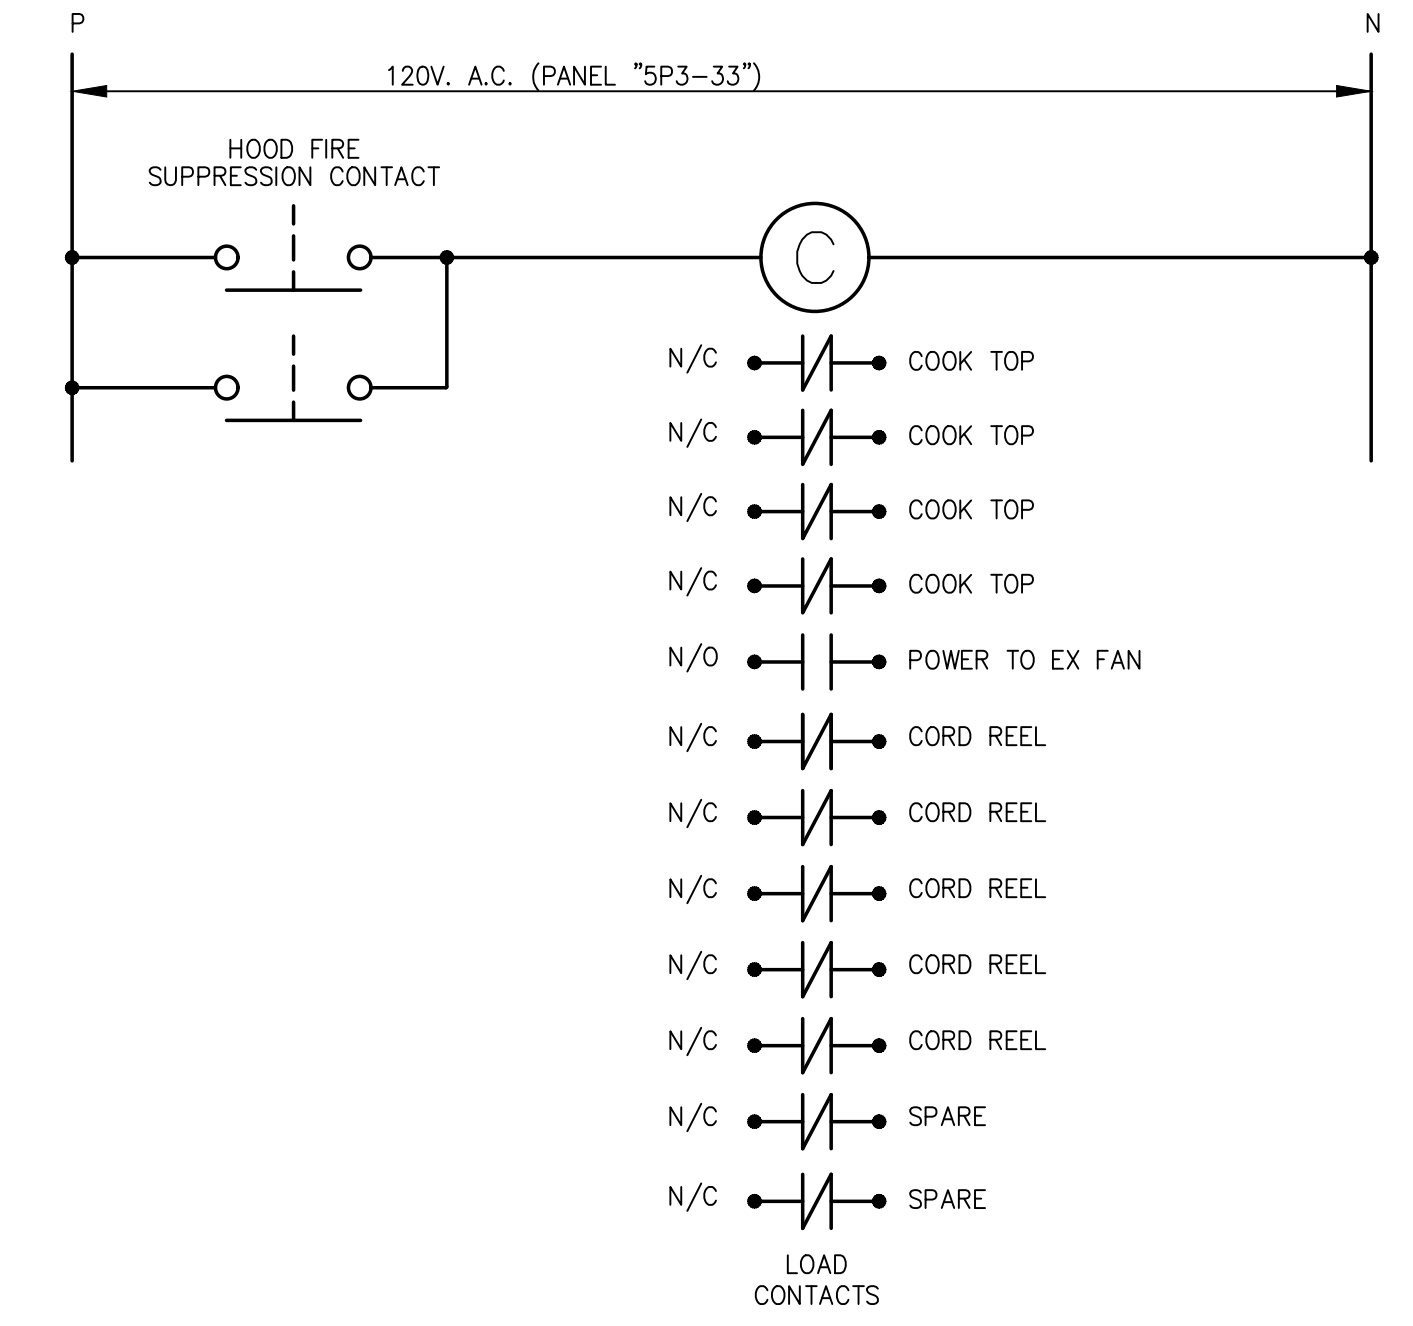 P
N
120V. A.C. (PANEL "5P3-33")
HOOD FIRE
SUPPRESSION CONTACT
C
N/C COOK TOP
N/C COOK TOP
N/C COOK TOP
N/C COOK TOP
N/O POWER TO EX FAN
N/C CORD REEL
N/C CORD REEL
N/C CORD REEL
N/C CORD REEL
N/C CORD REEL
N/C SPARE
N/C SPARE
LOAD
CONTACTS